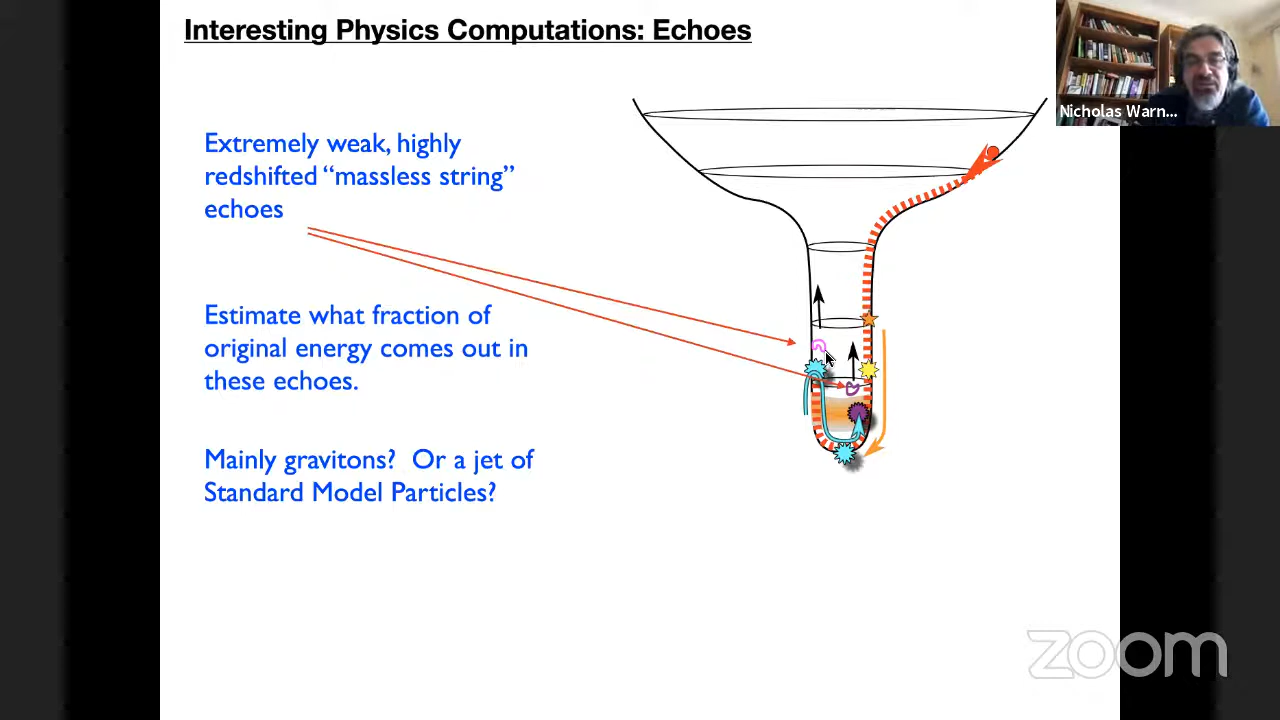 Interesting Physics Computations: Echoes
Nicholas Warn...
Extremely weak, highly
redshifted “massless string”
echoes
Estimate what fraction of
original energy comes out in
these echoes.
Mainly gravitons? Or a jet of
Standard Model Particles?
zoom